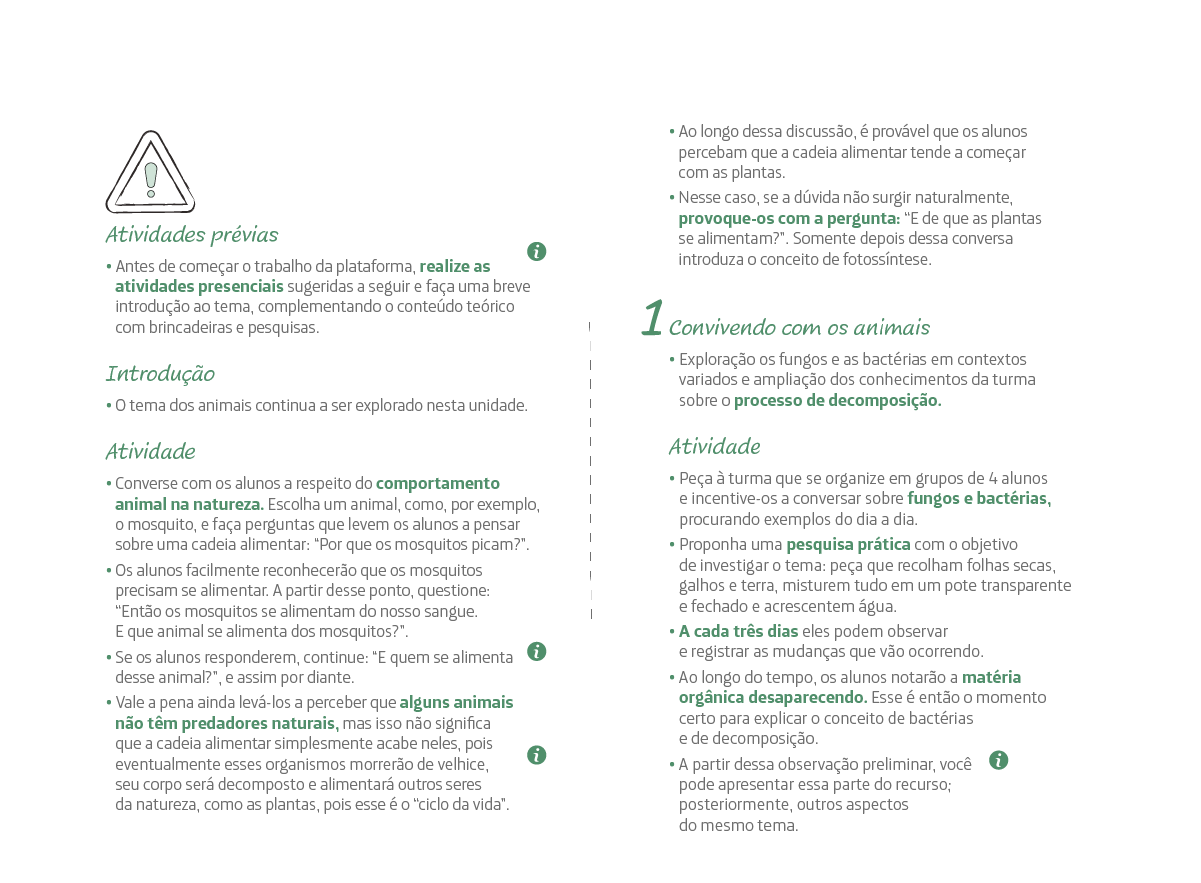 Atividades prévias
• Antes de começar o trabalho da plataforma, realize as
atividades presenciais sugeridas a seguir e faça uma breve
introdução ao tema, complementando o conteúdo teórico
com brincadeiras e pesquisas.
Introdução
• O tema dos animais continua a ser explorado nesta unidade.
Atividade
• Converse com os alunos a respeito do comportamento
animal na natureza. Escolha um animal, como, por exemplo,
o mosquito, e faça perguntas que levem os alunos a pensar
sobre uma cadeia alimentar: “Por que os mosquitos picam?”.
• Os alunos facilmente reconhecerão que os mosquitos
precisam se alimentar. A partir desse ponto, questione:
“Então os mosquitos se alimentam do nosso sangue.
E que animal se alimenta dos mosquitos?”.
• Se os alunos responderem, continue: “E quem se alimenta
desse animal?”, e assim por diante.
• Vale a pena ainda levá-los a perceber que alguns animais
não têm predadores naturais, mas isso não significa
que a cadeia alimentar simplesmente acabe neles, pois
eventualmente esses organismos morrerão de velhice,
seu corpo será decomposto e alimentará outros seres
da natureza, como as plantas, pois esse é o “ciclo da vida”.
• Ao longo dessa discussão, é provável que os alunos
percebam que a cadeia alimentar tende a começar
com as plantas.
• Nesse caso, se a dúvida não surgir naturalmente,
provoque-os com a pergunta: “E de que as plantas
se alimentam?”. Somente depois dessa conversa
introduza o conceito de fotossíntese.
1 Convivendo com os animais
• Exploração os fungos e as bactérias em contextos
variados e ampliação dos conhecimentos da turma
sobre o processo de decomposição.
Atividade
• Peça à turma que se organize em grupos de 4 alunos
e incentive-os a conversar sobre fungos e bactérias,
procurando exemplos do dia a dia.
• Proponha uma pesquisa prática com o objetivo
de investigar o tema: peça que recolham folhas secas,
galhos e terra, misturem tudo em um pote transparente
e fechado e acrescentem água.
• A cada três dias eles podem observar
e registrar as mudanças que vão ocorrendo.
• Ao longo do tempo, os alunos notarão a matéria
orgânica desaparecendo. Esse é então o momento
certo para explicar o conceito de bactérias
e de decomposição.
• A partir dessa observação preliminar, você
pode apresentar essa parte do recurso;
posteriormente, outros aspectos
do mesmo tema.